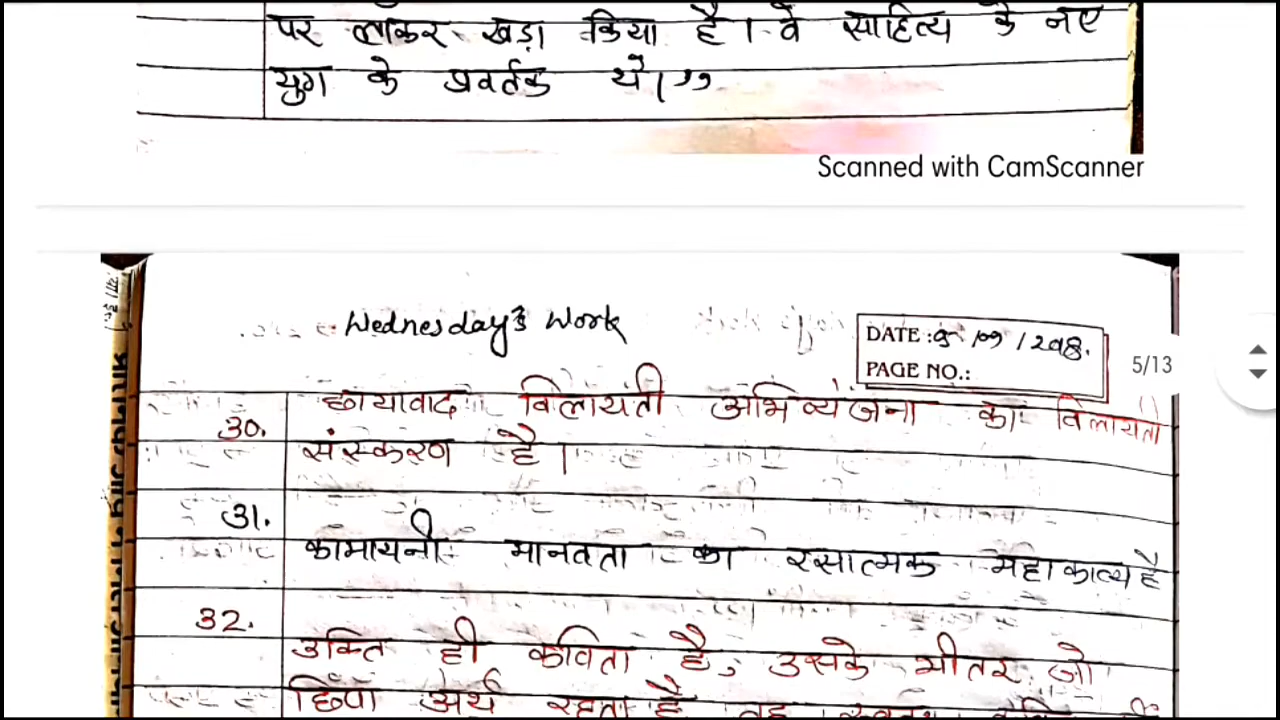 पर लाकर खड़ा किया है। वे साहित्य के नए
युग के प्रवर्तक थे।”
Scanned with CamScanner
Wednesday's Work
DATE :
PAGE NO.:
5/13
30. छायावाद विलायती अभिव्यंजना का विलायती
संस्करण है।
31. कामायनी मानवता का रसात्मक महाकाव्य है
32. उक्ति ही कविता है, उसके भीतर जो
छिपा अर्थ रहता है वह